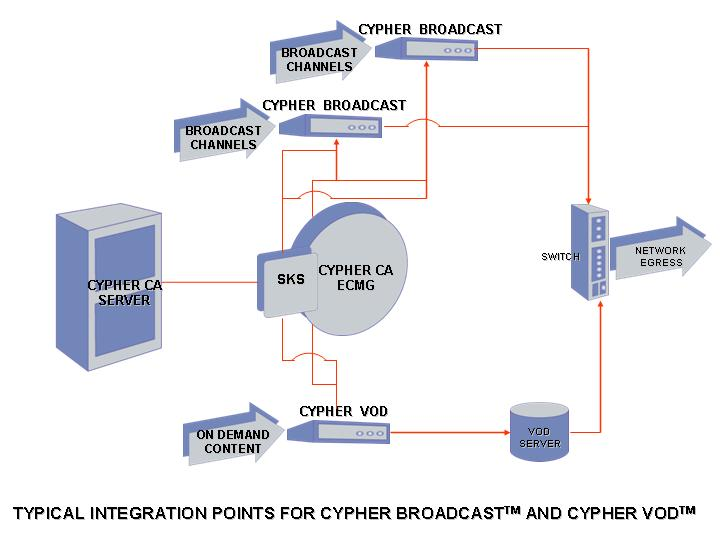 CYPHER BROADCAST
BROADCAST
CHANNELS
CYPHER BROADCAST
BROADCAST
CHANNELS
CYPHER CA
SERVER
SKS
CYPHER CA
ECMG
SWITCH
NETWORK
EGRESS
CYPHER VOD
ON DEMAND
CONTENT
VOD
SERVER
TYPICAL INTEGRATION POINTS FOR CYPHER BROADCAST™ AND CYPHER VOD™